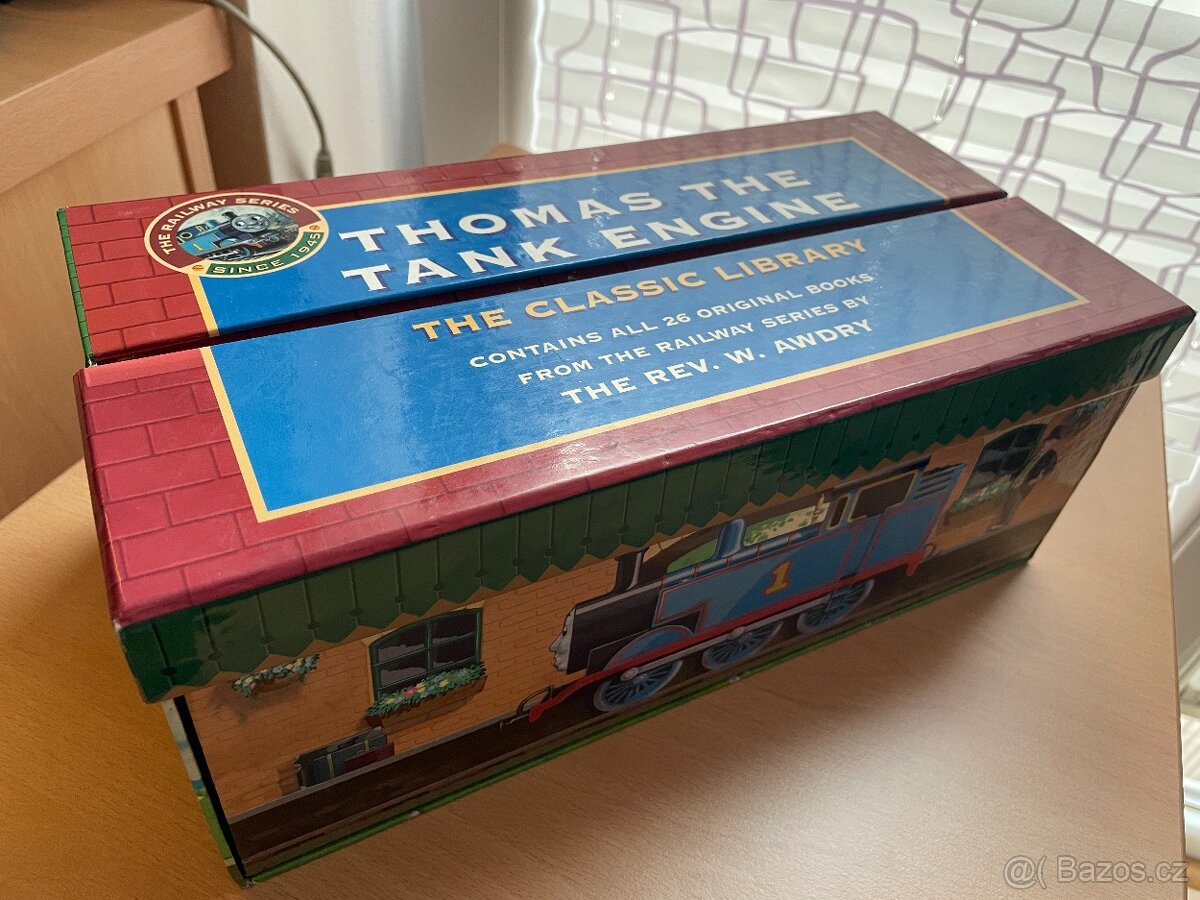 THE RAILWAY SERIES
SINCE 1945
THOMAS THE
TANK ENGINE
THE CLASSIC LIBRARY
CONTAINS ALL 26 ORIGINAL BOOKS
FROM THE RAILWAY SERIES BY
THE REV. W. AWDRY
1
@( Bazos.cz